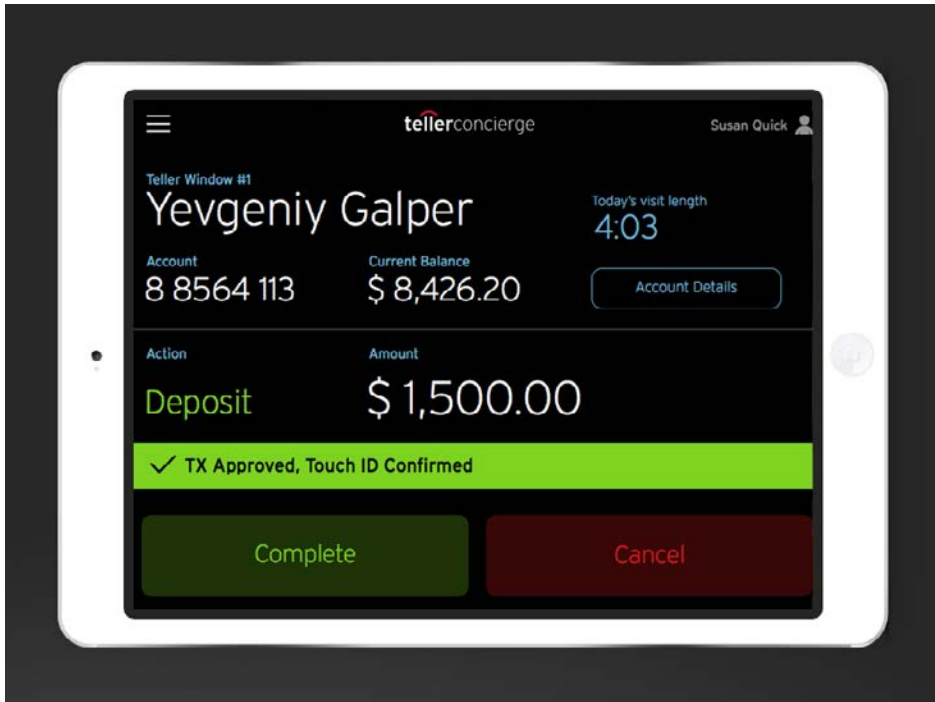 tellerconcierge
Susan Quick
Teller Window #1
Yevgeniy Galper
Today's visit length
4:03
Account
Current Balance
8 8564 113
$ 8,426.20
Account Details
Action
Amount
Deposit
$ 1,500.00
TX Approved, Touch ID Confirmed
Complete
Cancel